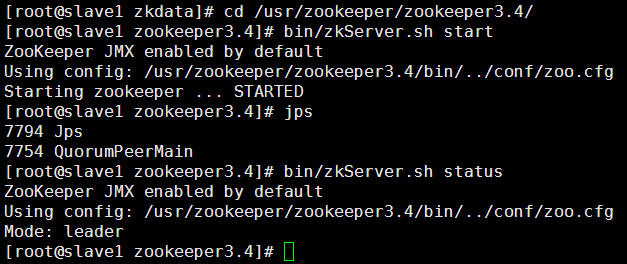 [root@slave1 zkdata]# cd /usr/zookeeper/zookeeper3.4/
[root@slave1 zookeeper3.4]# bin/zkServer.sh start
ZooKeeper JMX enabled by default
Using config: /usr/zookeeper/zookeeper3.4/bin/../conf/zoo.cfg
Starting zookeeper ... STARTED
[root@slave1 zookeeper3.4]# jps
7794 Jps
7754 QuorumPeerMain
[root@slave1 zookeeper3.4]# bin/zkServer.sh status
ZooKeeper JMX enabled by default
Using config: /usr/zookeeper/zookeeper3.4/bin/../conf/zoo.cfg
Mode: leader
[root@slave1 zookeeper3.4]#